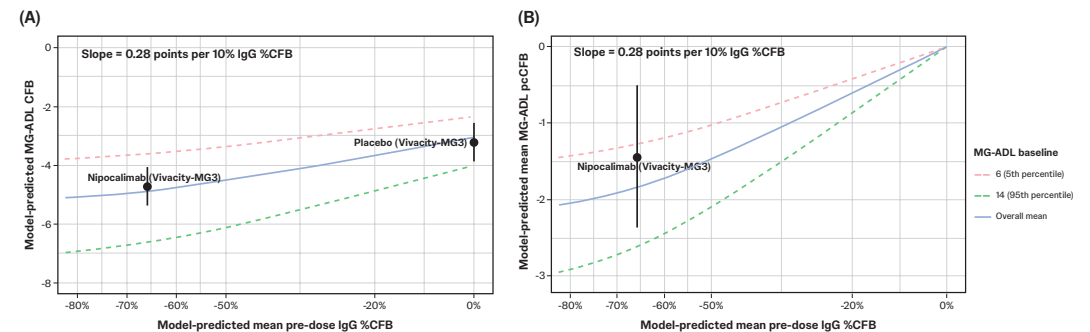 (A)
Slope = 0.28 points per 10% IgG %CFB
Model-predicted MG-ADL CFB
0
-2
-4
-6
-8
Placebo (Vivacity-MG3)
Nipocalimab (Vivacity-MG3)
-80%
-70%
-60%
-50%
-20%
0%
Model-predicted mean pre-dose IgG %CFB
(B)
Slope = 0.28 points per 10% IgG %CFB
Model-predicted mean MG-ADL pcCFB
0
-1
-2
-3
Nipocalimab (Vivacity-MG3)
-80%
-70%
-60%
-50%
-20%
0%
Model-predicted mean pre-dose IgG %CFB
MG-ADL baseline
6 (5th percentile)
14 (95th percentile)
Overall mean